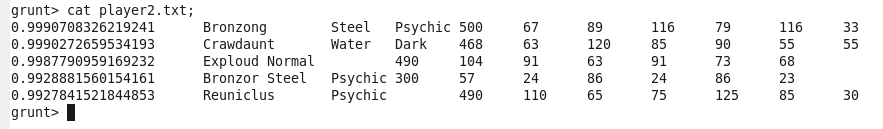 grunt> cat player2.txt;
0.9990708326219241 Bronzong Steel Psychic 500 67 89 116 79 116 33
0.9990272659534193 Crawdaunt Water Dark 468 63 120 85 90 55 55
0.9987790959169232 Exploud Normal 490 104 91 63 91 73 68
0.9928881560154161 Bronzor Steel Psychic 300 57 24 86 24 86 23
0.9927841521844853 Reuniclus Psychic 490 110 65 75 125 85 30
grunt>